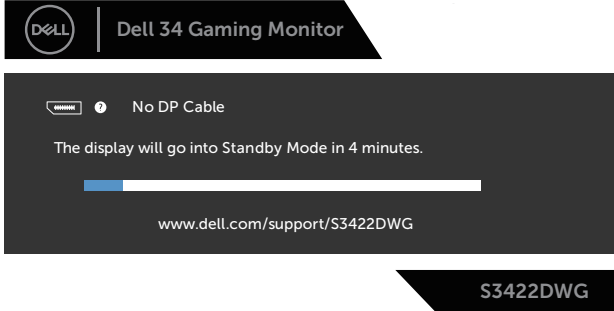 DELL
Dell 34 Gaming Monitor
? No DP Cable
The display will go into Standby Mode in 4 minutes.
www.dell.com/support/S3422DWG
S3422DWG